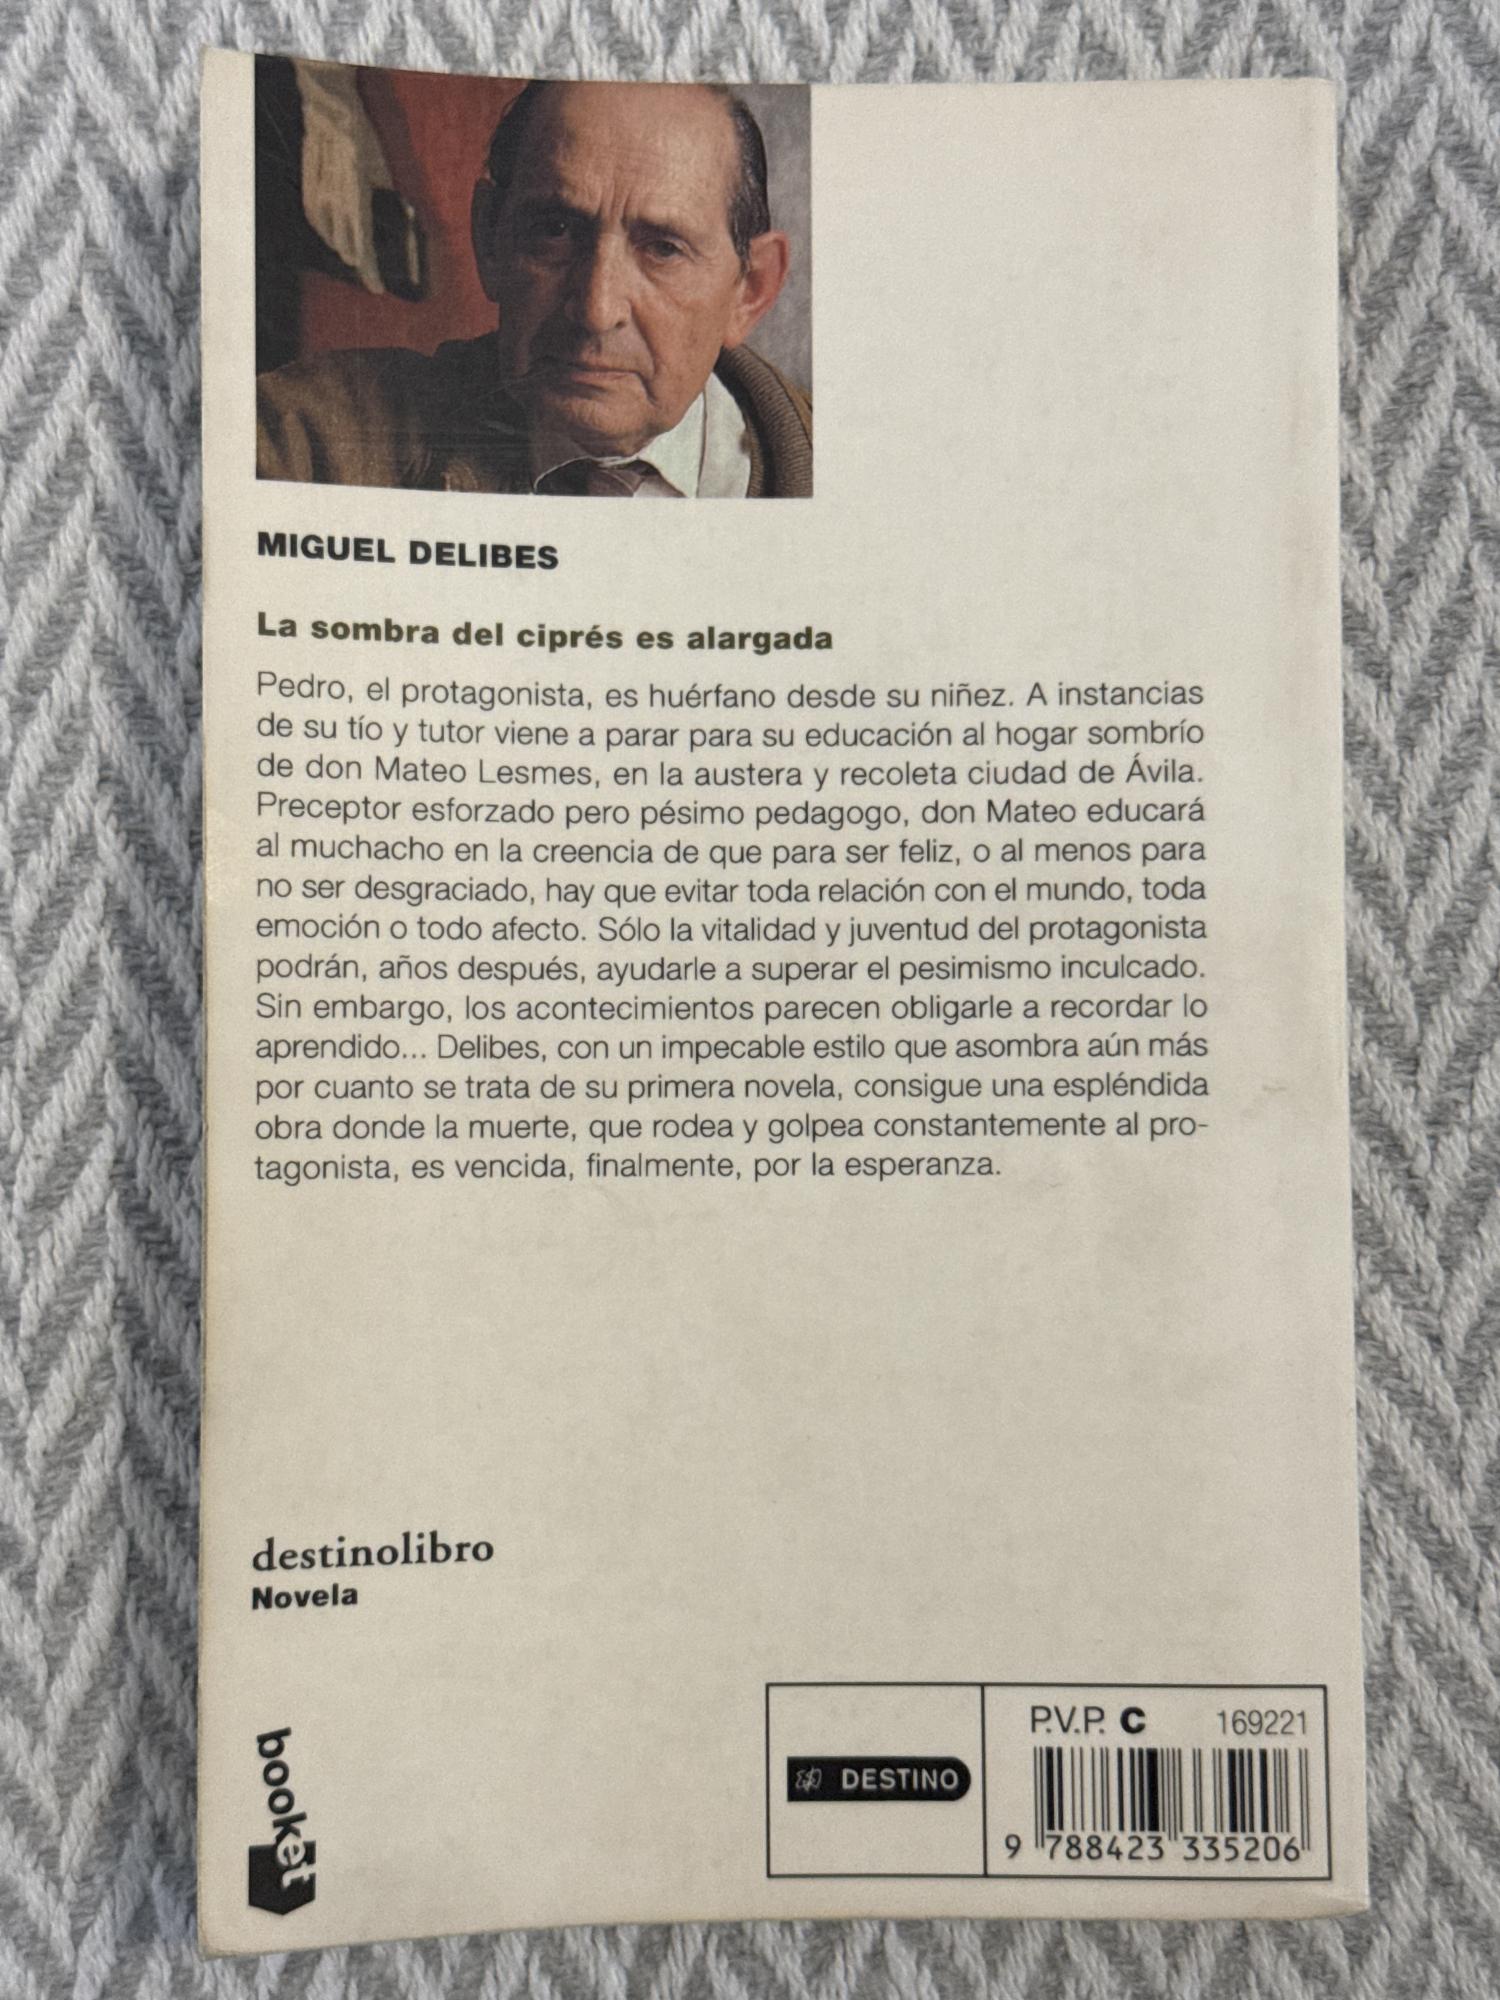 MIGUEL DELIBES
La sombra del ciprés es alargada
Pedro, el protagonista, es huérfano desde su niñez. A instancias
de su tío y tutor viene a parar para su educación al hogar sombrío
de don Mateo Lesmes, en la austera y recoleta ciudad de Ávila.
Preceptor esforzado pero pésimo pedagogo, don Mateo educará
al muchacho en la creencia de que para ser feliz, o al menos para
no ser desgraciado, hay que evitar toda relación con el mundo, toda
emoción o todo afecto. Sólo la vitalidad y juventud del protagonista
podrán, años después, ayudarle a superar el pesimismo inculcado.
Sin embargo, los acontecimientos parecen obligarle a recordar lo
aprendido... Delibes, con un impecable estilo que asombra aún más
por cuanto se trata de su primera novela, consigue una espléndida
obra donde la muerte, que rodea y golpea constantemente al pro-
tagonista, es vencida, finalmente, por la esperanza.
destinolibro
Novela
booket
DESTINO
P.V.P. C 169221
9 788423 335206